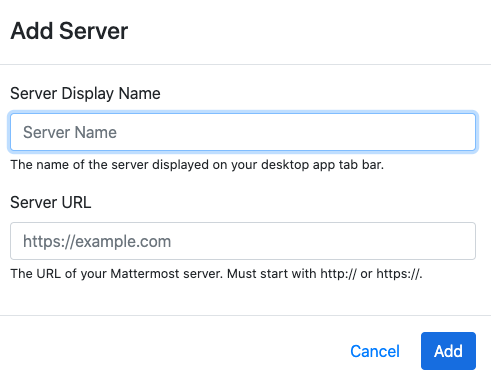 Add Server
Server Display Name
Server Name
The name of the server displayed on your desktop app tab bar.
Server URL
https://example.com
The URL of your Mattermost server. Must start with http:// or https://.
Cancel
Add